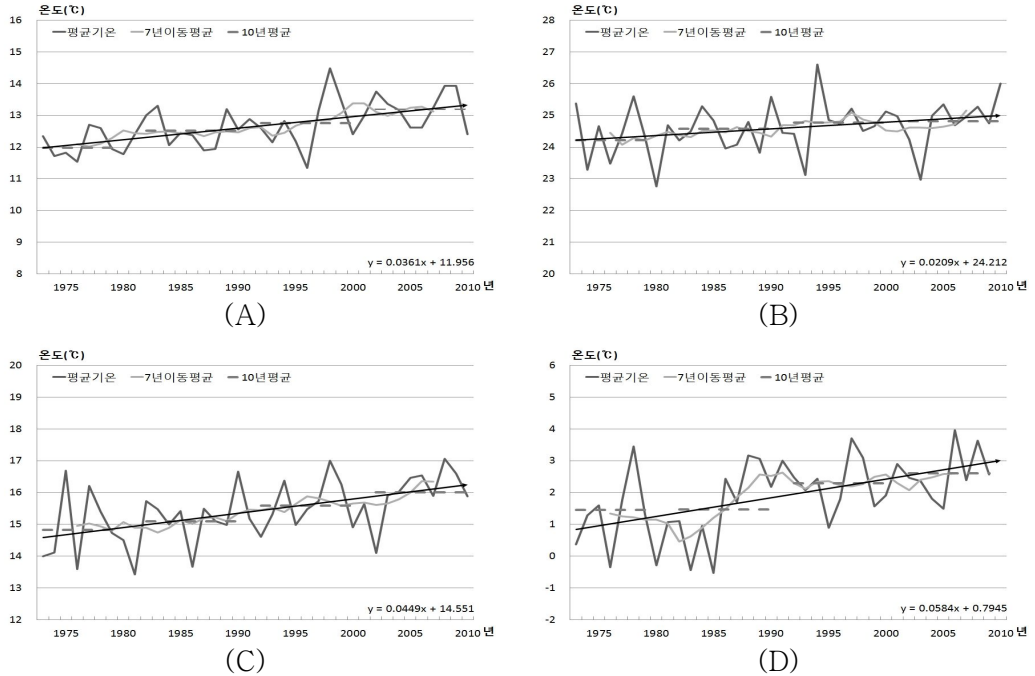 온도(℃)
평균기온 7년이동평균 10년평균
16
15
14
13
12
11
10
9
8
y = 0.0361x + 11.956
1975 1980 1985 1990 1995 2000 2005 2010 년
(A)
온도(℃)
평균기온 7년이동평균 10년평균
28
27
26
25
24
23
22
21
20
y = 0.0209x + 24.212
1975 1980 1985 1990 1995 2000 2005 2010 년
(B)
온도(℃)
평균기온 7년이동평균 10년평균
20
19
18
17
16
15
14
13
12
y = 0.0449x + 14.551
1975 1980 1985 1990 1995 2000 2005 2010 년
(C)
온도(℃)
평균기온 7년이동평균 10년평균
6
5
4
3
2
1
0
-1
-2
y = 0.0584x + 0.7945
1975 1980 1985 1990 1995 2000 2005 2010 년
(D)